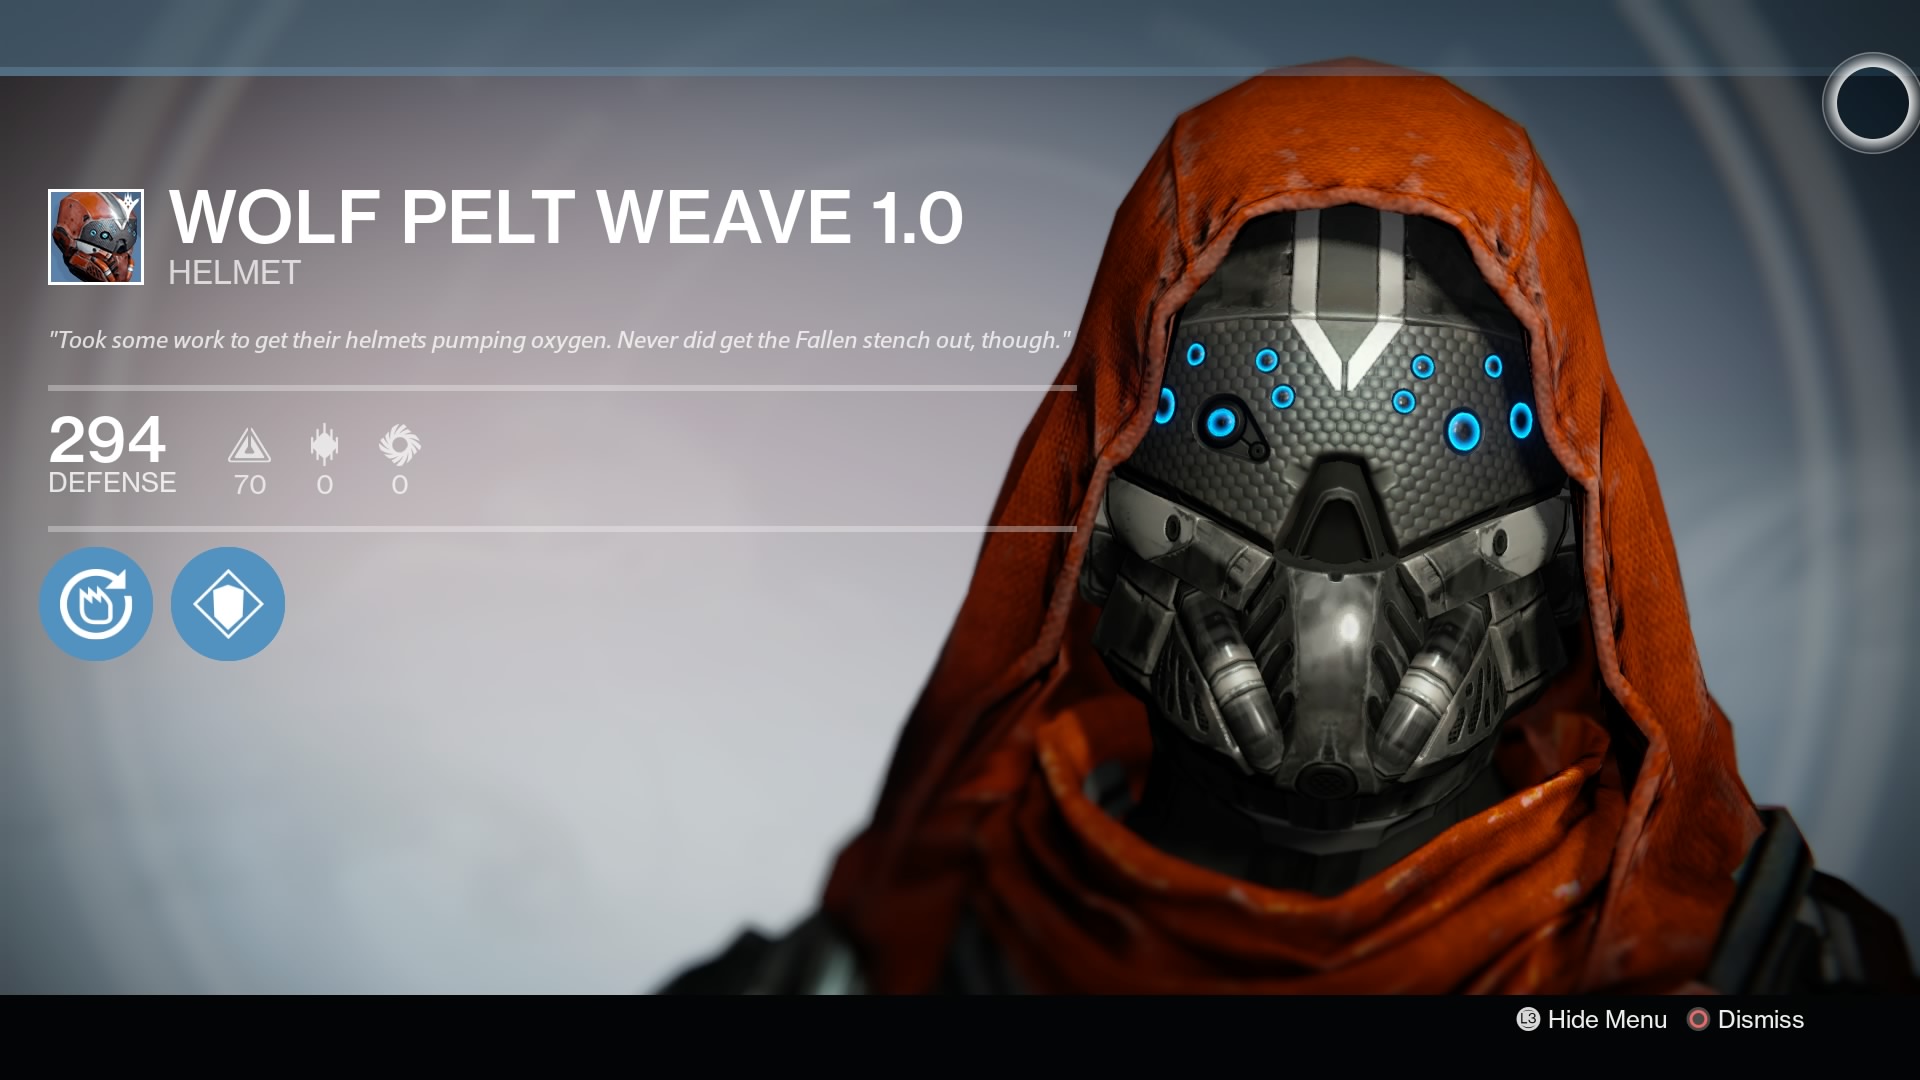 WOLF PELT WEAVE 1.0
HELMET
"Took some work to get their helmets pumping oxygen. Never did get the Fallen stench out, though."
294
DEFENSE
70 0 0
L3 Hide Menu Dismiss